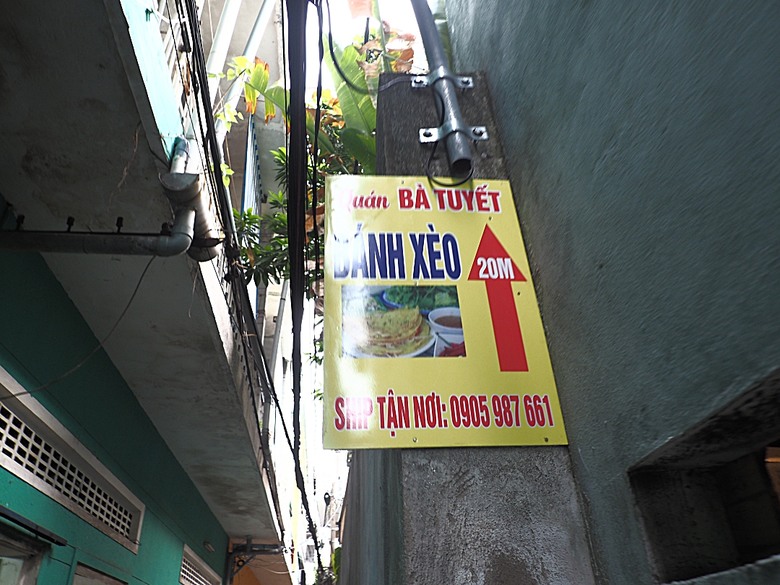 Quán BÀ TUYẾT
BÁNH XÈO
20M
SHIP TẬN NƠI: 0905 987 661